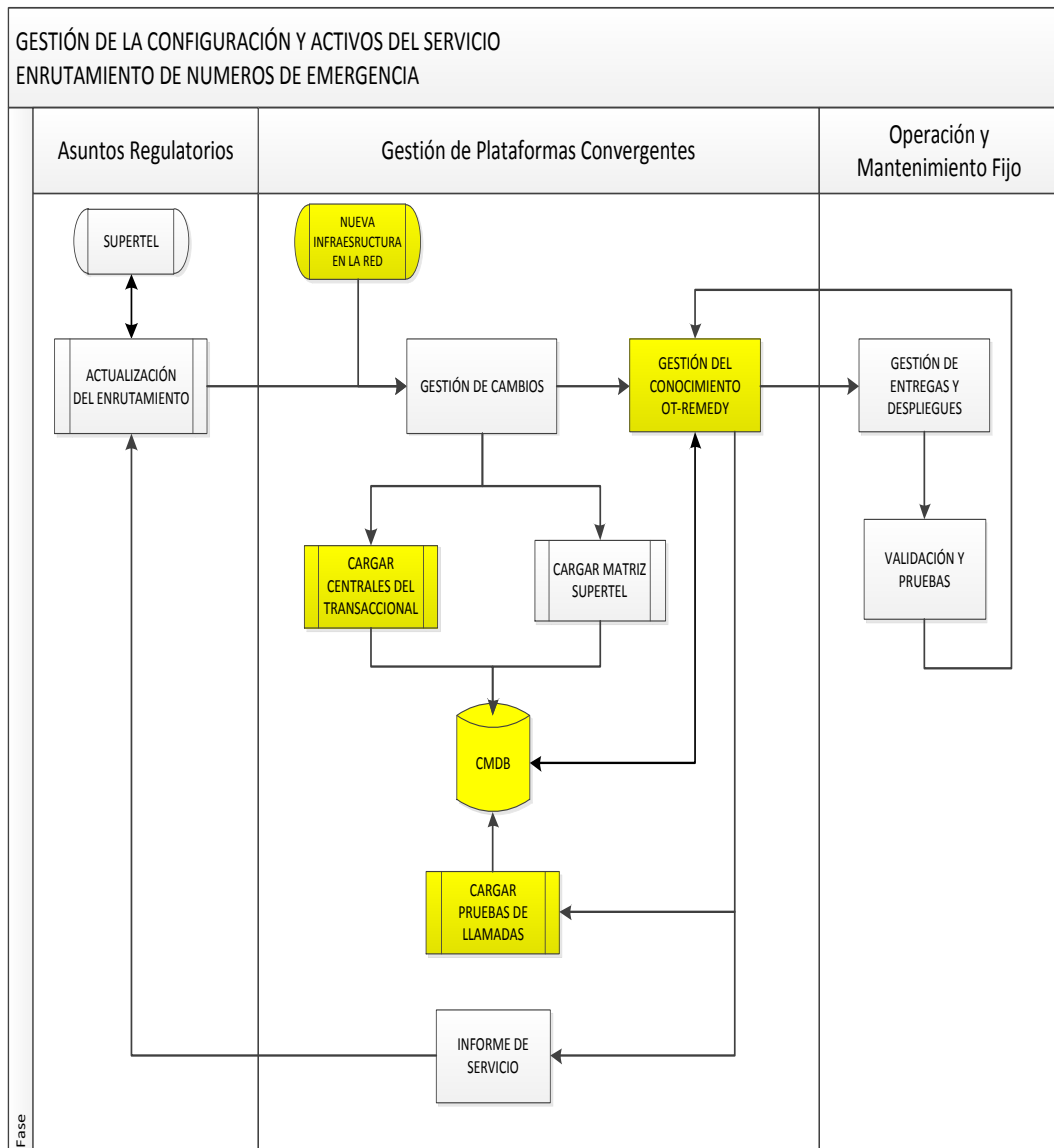 GESTIÓN DE LA CONFIGURACIÓN Y ACTIVOS DEL SERVICIO
ENRUTAMIENTO DE NUMEROS DE EMERGENCIA
Asuntos Regulatorios
Gestión de Plataformas Convergentes
Operación y
Mantenimiento Fijo
SUPERTEL
NUEVA
INFRAESRUCTURA
EN LA RED
ACTUALIZACIÓN
DEL ENRUTAMIENTO
GESTIÓN DE CAMBIOS
GESTIÓN DEL
CONOCIMIENTO
OT-REMEDY
GESTIÓN DE
ENTREGAS Y
DESPLIEGUES
CARGAR
CENTRALES DEL
TRANSACCIONAL
CARGAR MATRIZ
SUPERTEL
VALIDACIÓN Y
PRUEBAS
CMDB
CARGAR
PRUEBAS DE
LLAMADAS
INFORME DE
SERVICIO
Fase